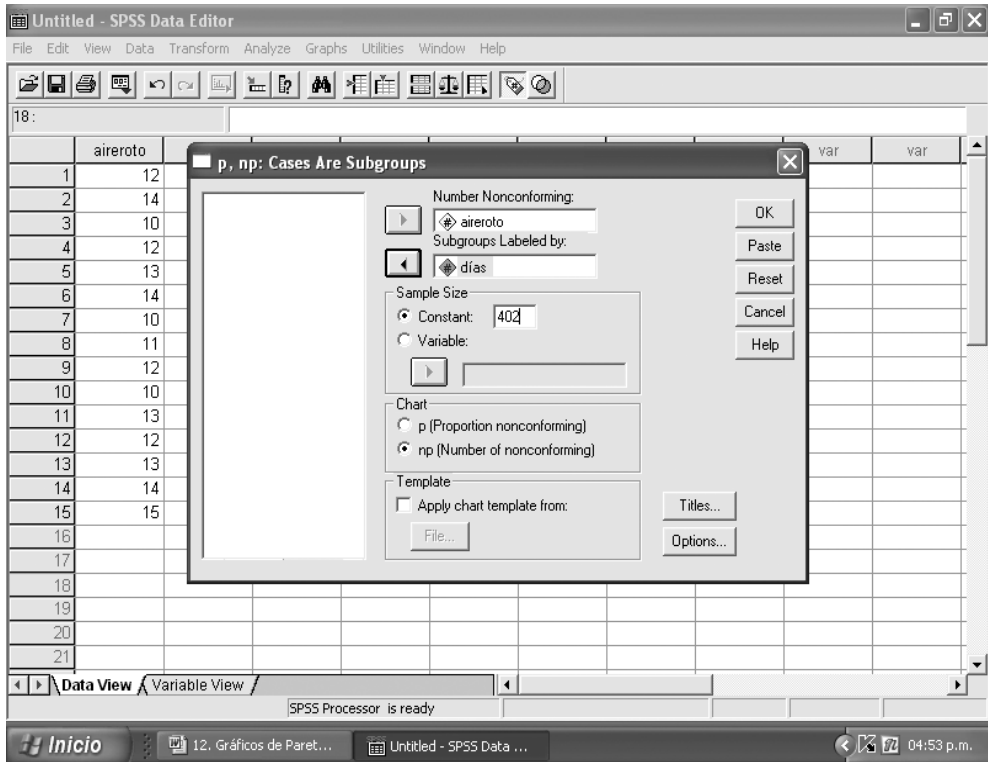 Untitled - SPSS Data Editor
File Edit View Data Transform Analyze Graphs Utilities Window Help
18 :
aireroto var var
p, np: Cases Are Subgroups
1 12
2 14
3 10
4 12
5 13
6 14
7 10
8 11
9 12
10 10
11 13
12 12
13 13
14 14
15 15
16
17
18
19
20
21
Number Nonconforming:
# aireroto
Subgroups Labeled by:
# días
Sample Size
Constant: 402
Variable:
Chart
p (Proportion nonconforming)
np (Number of nonconforming)
Template
Apply chart template from:
File...
OK
Paste
Reset
Cancel
Help
Titles...
Options...
Data View Variable View
SPSS Processor is ready
Inicio 12. Gráficos de Paret... Untitled - SPSS Data ... 04:53 p.m.